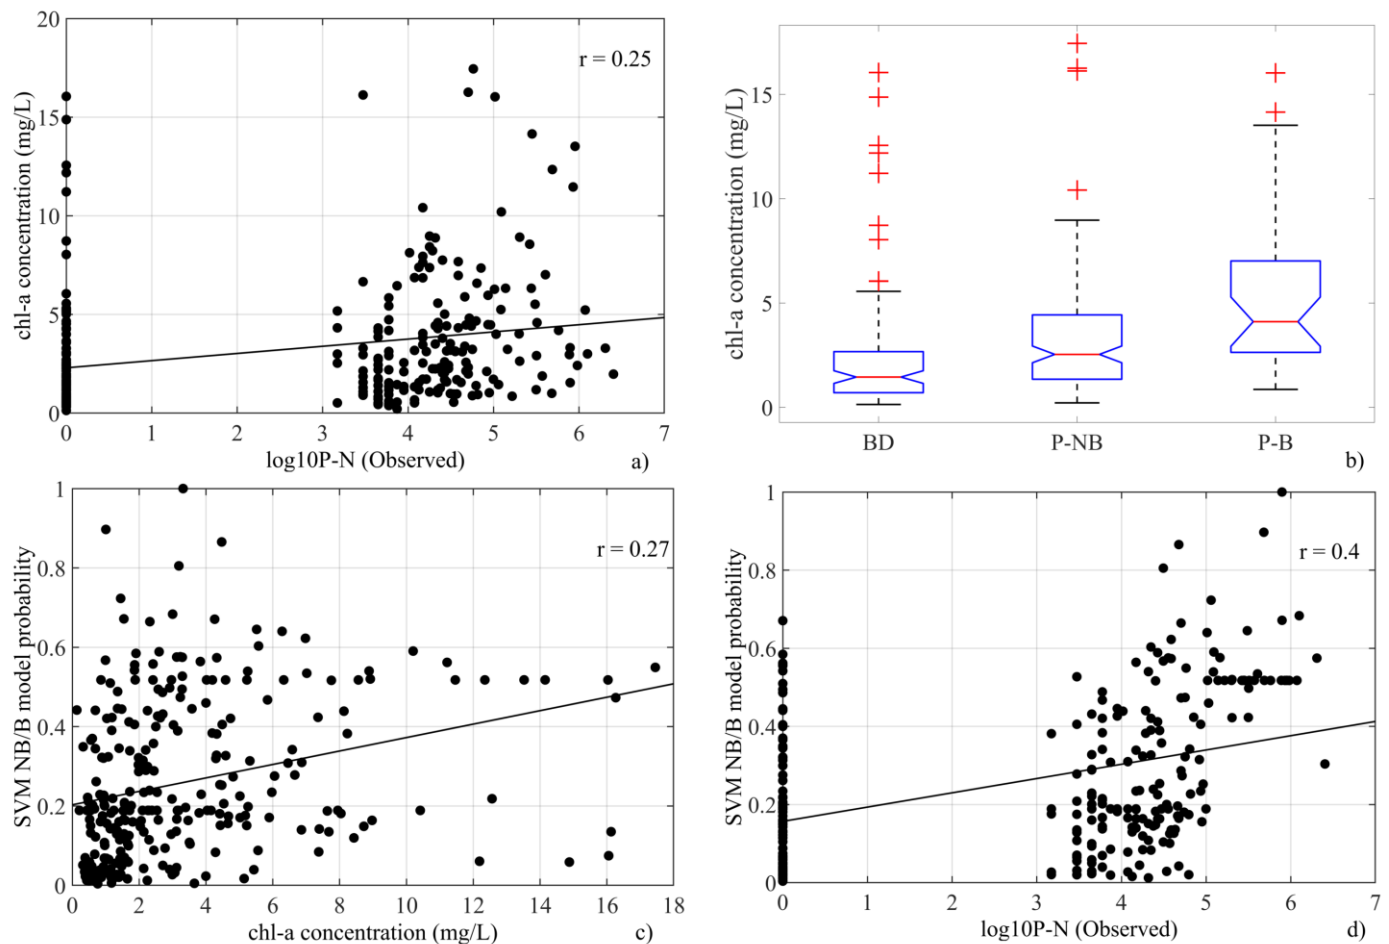 20
15
10
5
0
chl-a concentration (mg/L)
r = 0.25
0 1 2 3 4 5 6 7
log10P-N (Observed)
a)
15
10
5
0
chl-a concentration (mg/L)
BD P-NB P-B
b)
1
0.8
0.6
0.4
0.2
0
SVM NB/B model probability
r = 0.27
0 2 4 6 8 10 12 14 16 18
chl-a concentration (mg/L)
c)
1
0.8
0.6
0.4
0.2
0
SVM NB/B model probability
r = 0.4
0 1 2 3 4 5 6 7
log10P-N (Observed)
d)